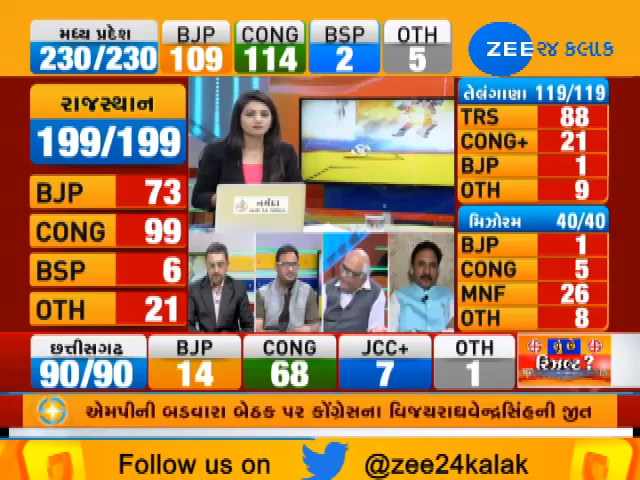 મધ્ય પ્રદેશ
230/230
BJP
109
CONG
114
BSP
2
OTH
5
ZEE ૨૪ કલાક
રાજસ્થાન
199/199
BJP 73
CONG 99
BSP 6
OTH 21
નર્મદા
તેલંગાણા 119/119
TRS 88
CONG+ 21
BJP 1
OTH 9
મિઝોરમ 40/40
BJP 1
CONG 5
MNF 26
OTH 8
છત્તીસગઢ
90/90
BJP
14
CONG
68
JCC+
7
OTH
1
રિઝલ્ટ?
એમપીની બડવારા બેઠક પર કોંગ્રેસના વિજયરાઘવેન્દ્રસિંહની જીત
Follow us on @zee24kalak